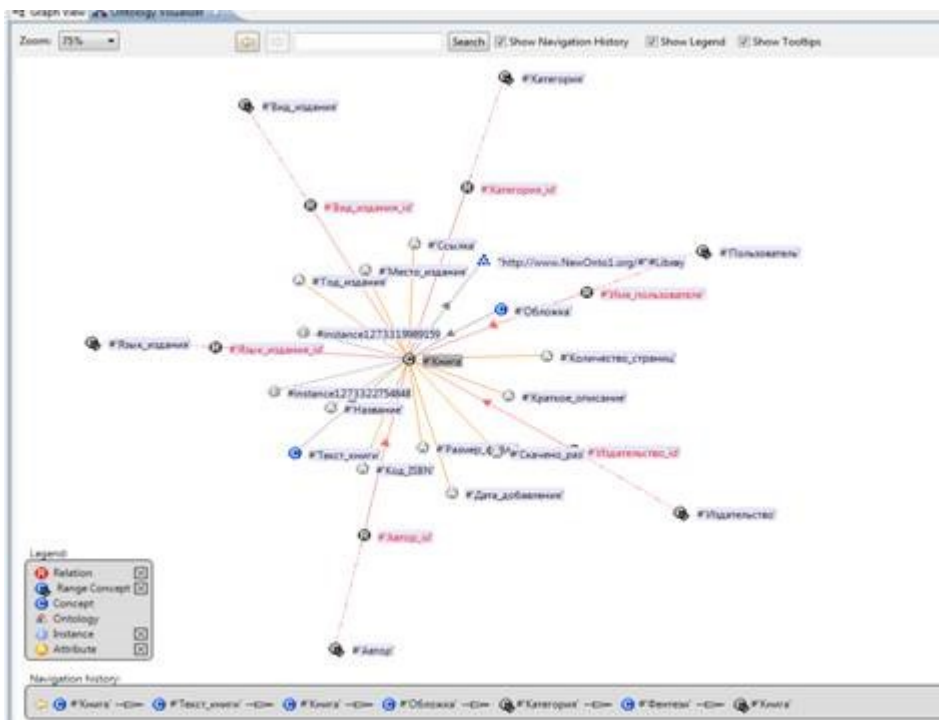 Graph View Ontology Visualizer
Zoom: 75% Search Show Navigation History Show Legend Show Tooltips
#'Категория'
#'Вид_издания'
#'Категория_id'
#'Вид_издания_id'
#'Ссылка'
#'Пользователь'
"http://www.NewOnto1.org/#"#Libray
#'Место_издания'
#'Год_издания'
#'Имя_пользователя'
#'Обложка'
#instance1273319989159
#'Язык_издания'
#'Язык_издания_id'
#'Книга'
#'Количество_страниц'
#instance1273322754848
#'Краткое_описание'
#'Название'
#'Текст_книги'
#'Скачено_раз'
#'Издательство_id'
#'Код_ISBN'
#'Дата_добавления'
#'Издательство'
#'Автор_id'
#'Автор'
Legend:
Relation
Range Concept
Concept
Ontology
Instance
Attribute
Navigation history:
#'Книга' #'Текст_книги' #'Книга' #'Обложка' #'Категория' #'Фентези' #'Книга'